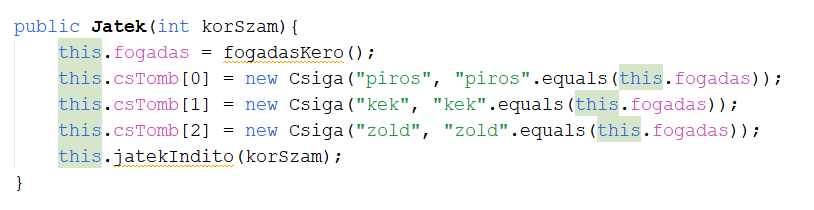 public Jatek(int korSzam){
this.fogadas = fogadasKero();
this.csTomb[0] = new Csiga("piros", "piros".equals(this.fogadas));
this.csTomb[1] = new Csiga("kek", "kek".equals(this.fogadas));
this.csTomb[2] = new Csiga("zold", "zold".equals(this.fogadas));
this.jatekIndito(korSzam);
}